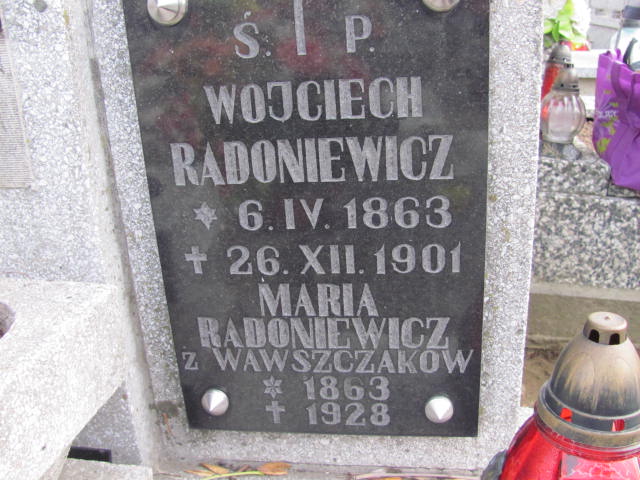 Ś. P.
WOJCIECH
RADONIEWICZ
* 6. IV. 1863
✝ 26. XII. 1901
MARIA
RADONIEWICZ
Z WAWSZCZAKÓW
* 1863
✝ 1928